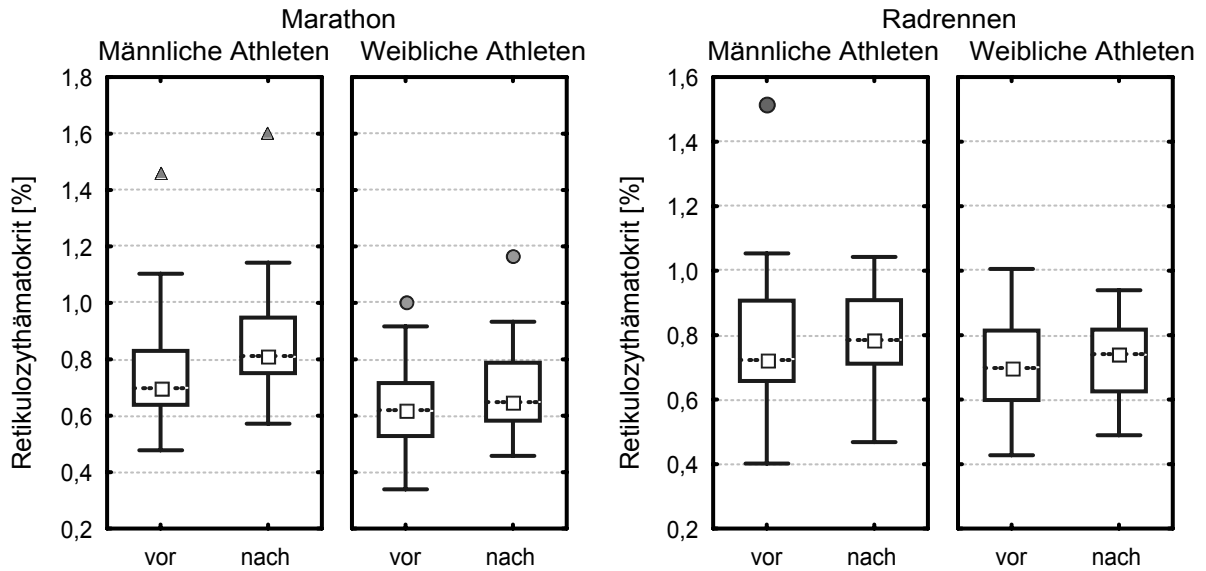 Marathon
Männliche Athleten Weibliche Athleten
Retikulozythämatokrit [%]
1,8
1,6
1,4
1,2
1,0
0,8
0,6
0,4
0,2
vor nach vor nach
Radrennen
Männliche Athleten Weibliche Athleten
Retikulozythämatokrit [%]
1,6
1,4
1,2
1,0
0,8
0,6
0,4
0,2
vor nach vor nach